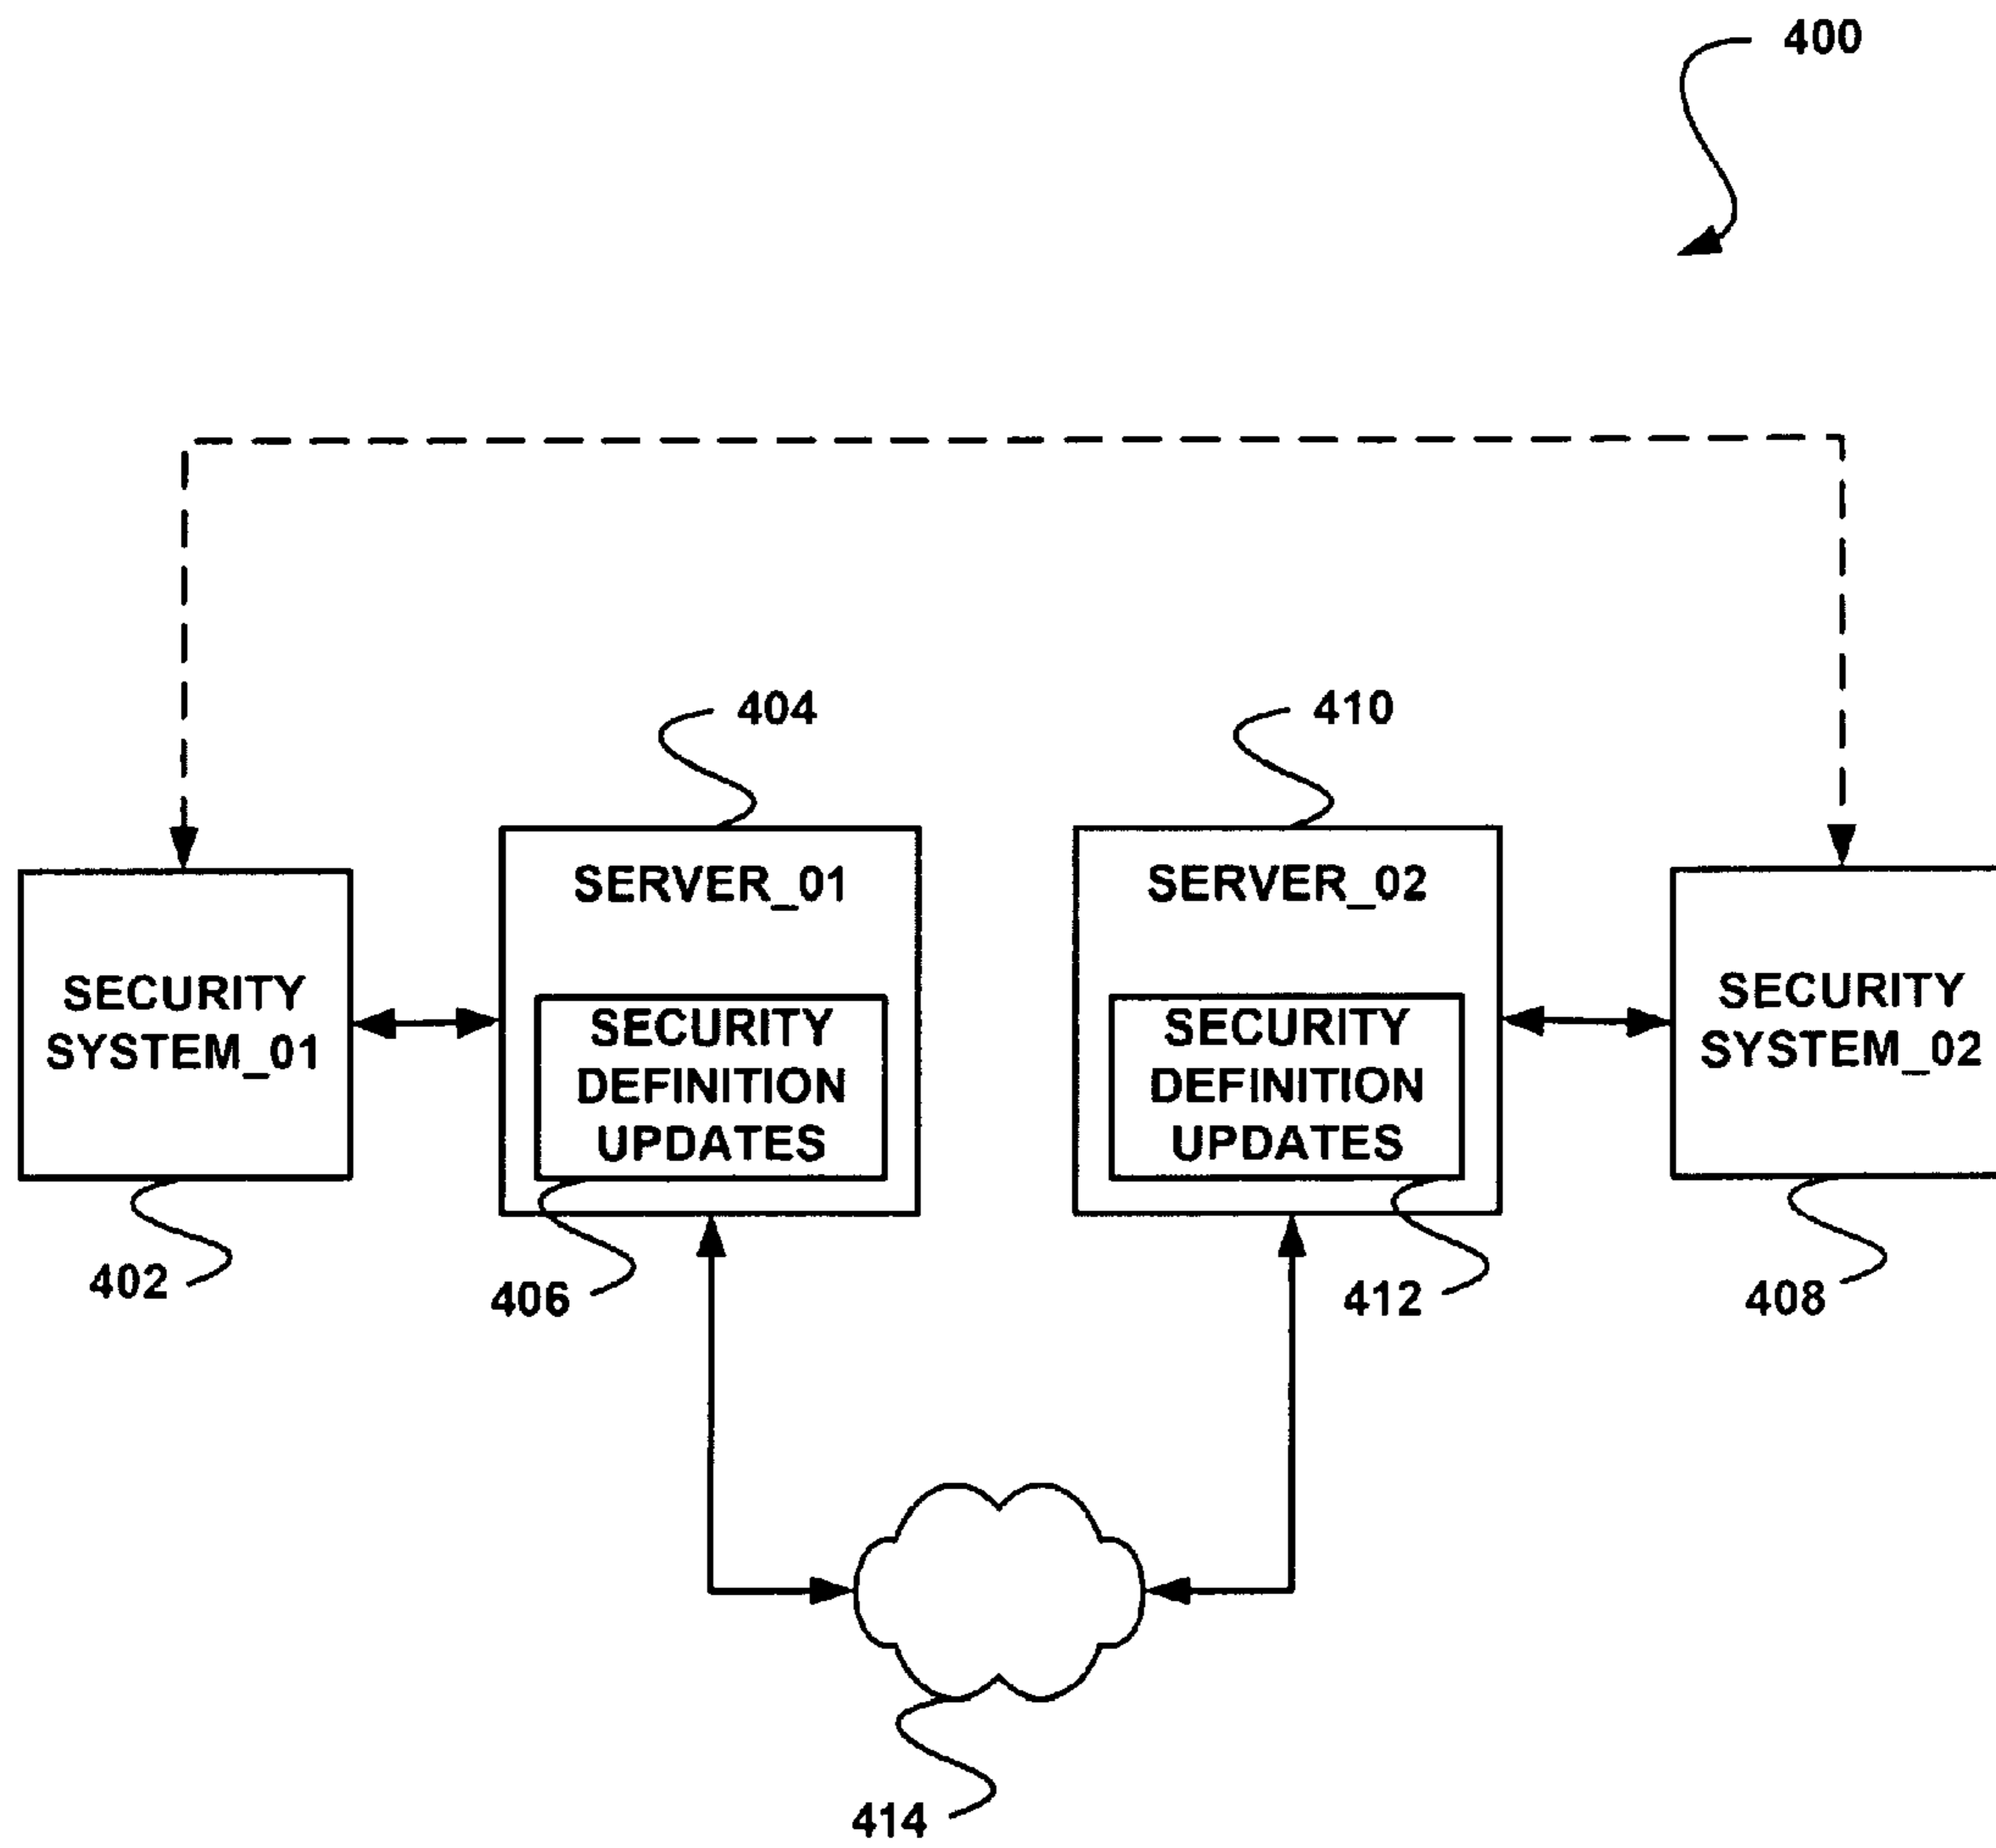 400
404
410
SERVER_01
SERVER_02
SECURITY
SYSTEM_01
SECURITY
DEFINITION
UPDATES
SECURITY
DEFINITION
UPDATES
SECURITY
SYSTEM_02
402
406
412
408
414